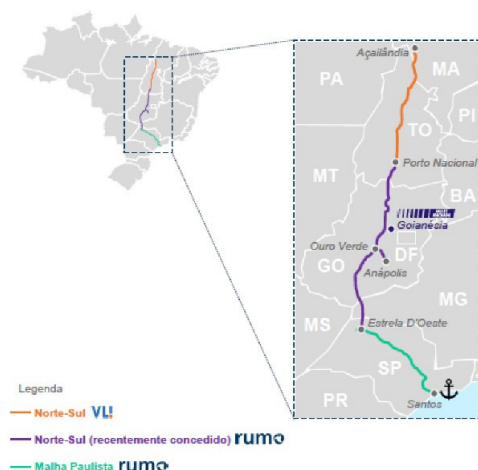 Açailândia
PA
MA
TO
PI
Porto Nacional
MT
BA
Goianésia
Ouro Verde
DF
GO
Anápolis
MG
MS
Estrela D'Oeste
SP
PR
Santos
Legenda
Norte-Sul VL!
Norte-Sul (recentemente concedido) rumo
Malha Paulista rumo